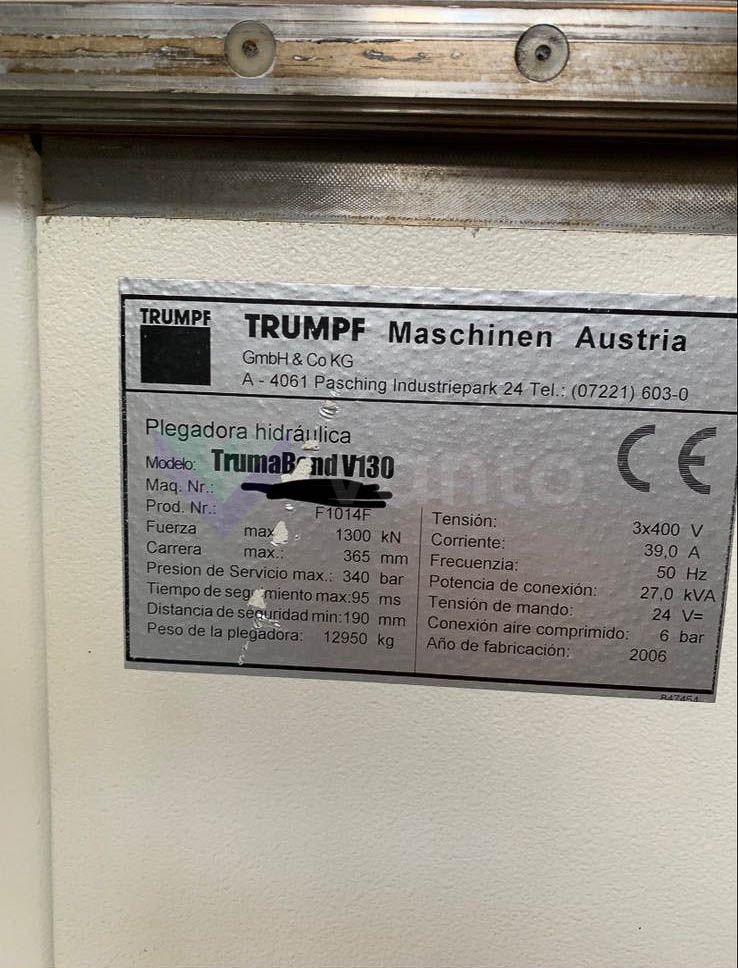 TRUMPF
TRUMPF Maschinen Austria
GmbH & Co KG
A - 4061 Pasching Industriepark 24 Tel.: (07221) 603-0
Plegadora hidráulica
Modelo: TrumaBend V130
Maq. Nr.:
Prod. Nr.: F1014F
Fuerza max.: 1300 kN
Carrera max.: 365 mm
Presion de Servicio max.: 340 bar
Tiempo de seguimiento max: 95 ms
Distancia de seguridad min: 190 mm
Peso de la plegadora: 12950 kg
CE
Tensión: 3x400 V
Corriente: 39,0 A
Frecuenzia: 50 Hz
Potencia de conexión: 27,0 kVA
Tensión de mando: 24 V=
Conexión aire comprimido: 6 bar
Año de fabricación: 2006
vanto